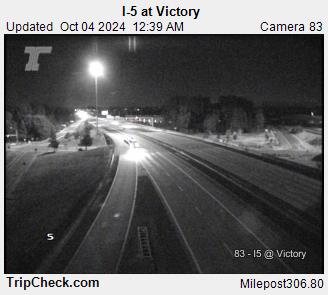 I-5 at Victory
Updated Oct 04 2024 12:39 AM Camera 83
T
S
83 - I5 @ Victory
TripCheck.com Milepost306.80